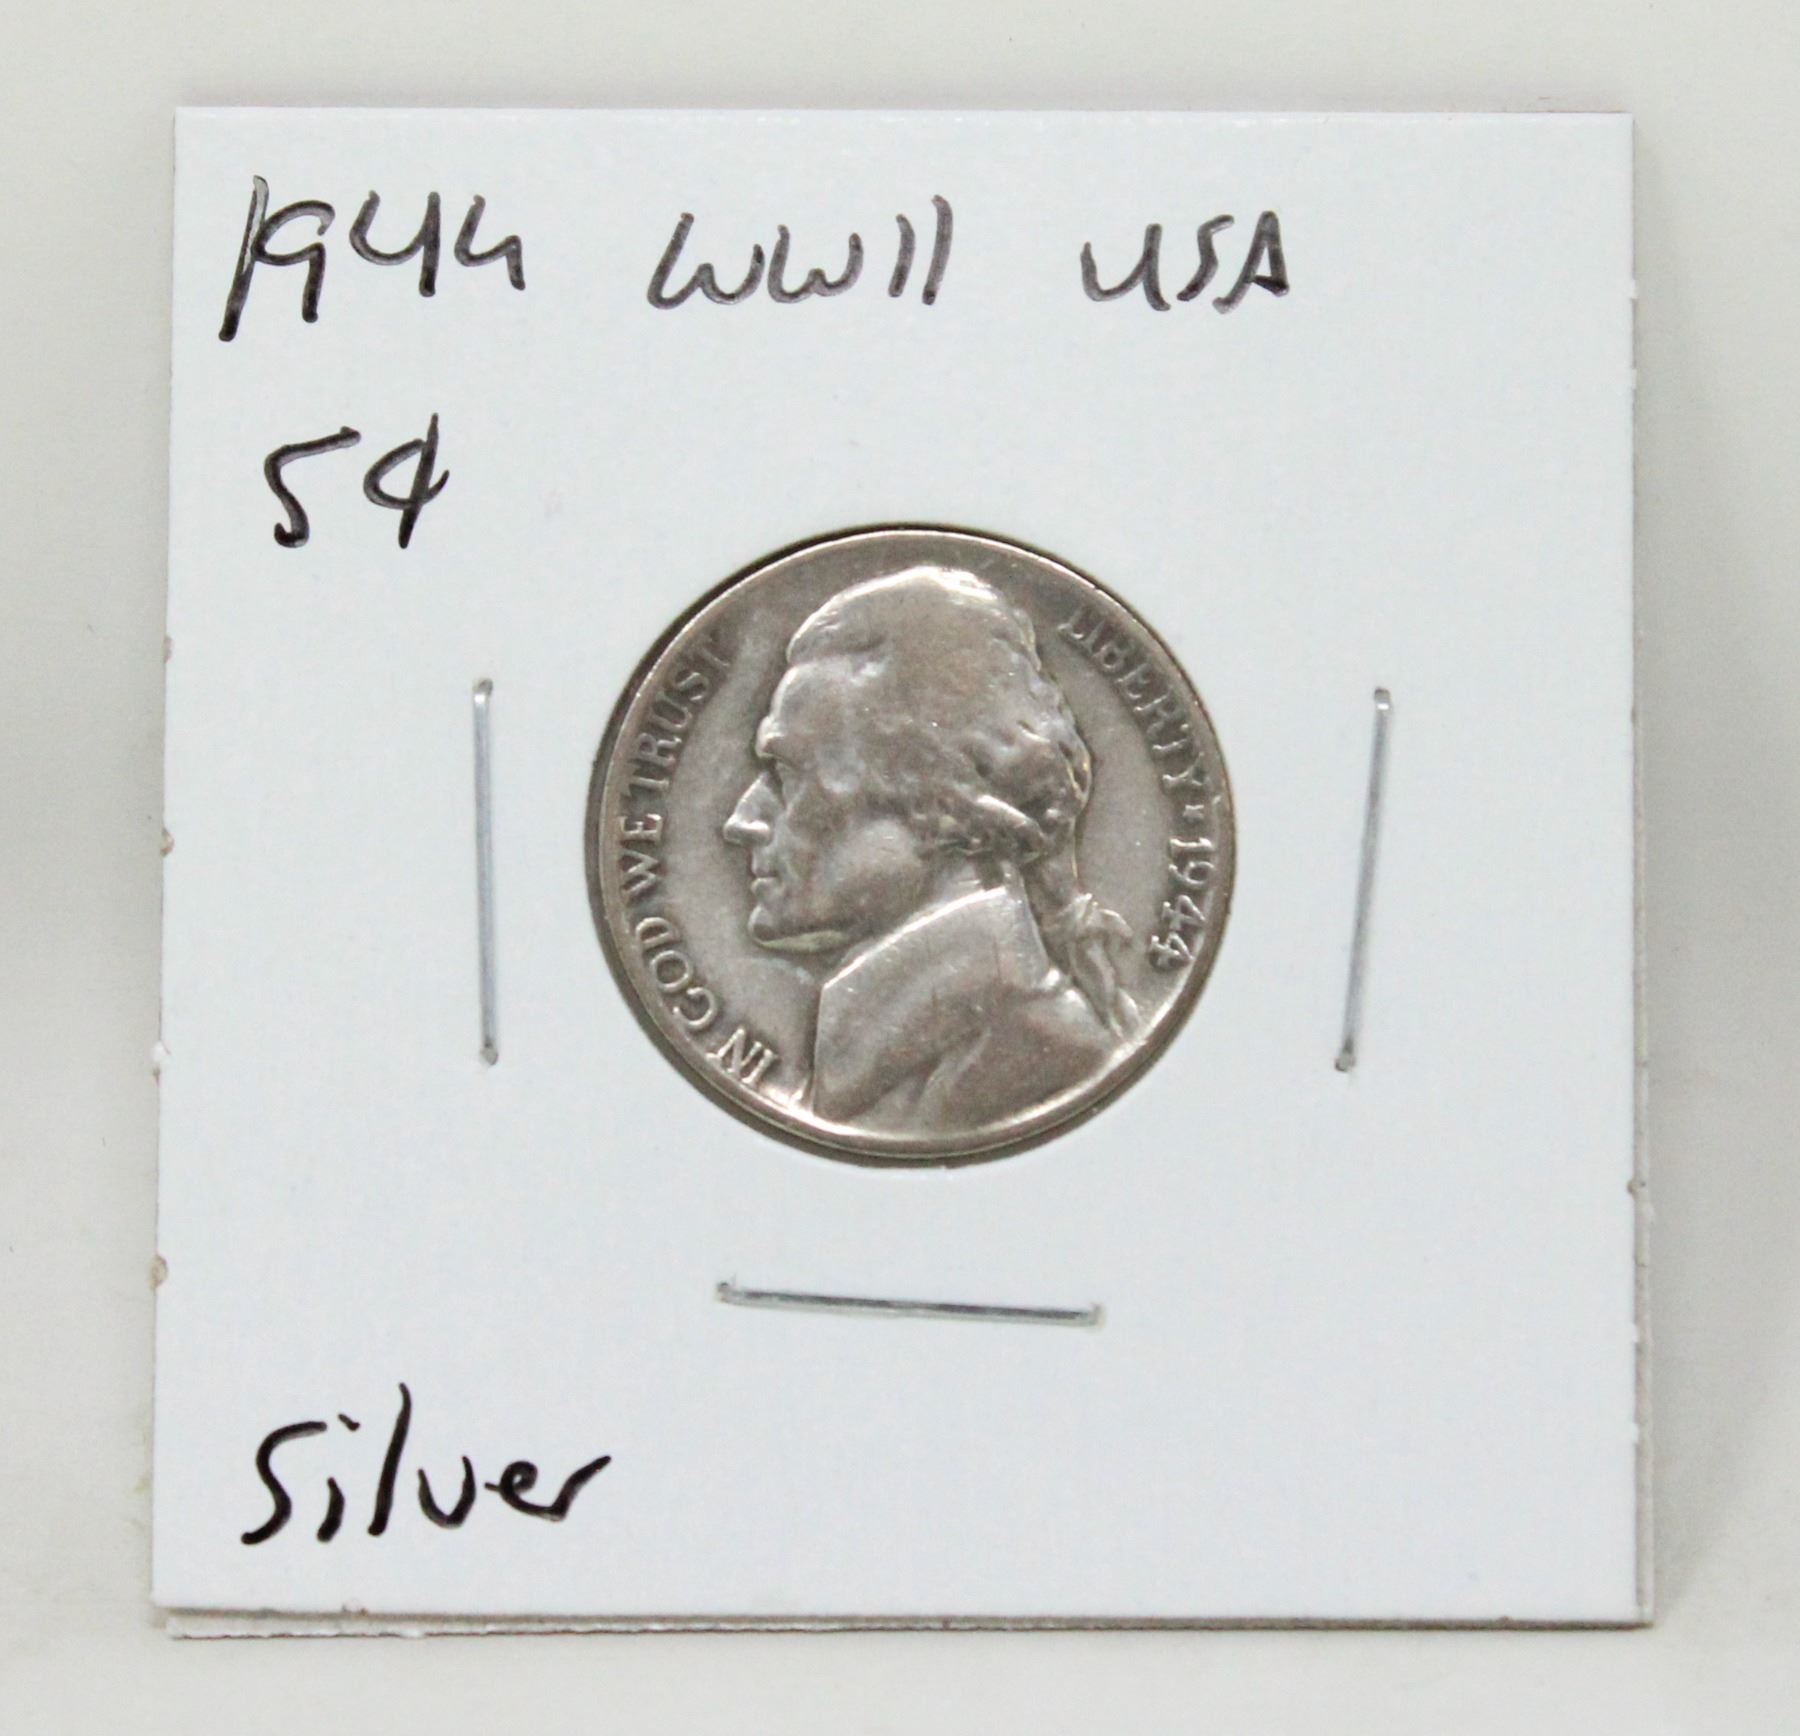 1944 WWII USA
5¢
IN GOD WE TRUST
LIBERTY ★ 1944
Silver